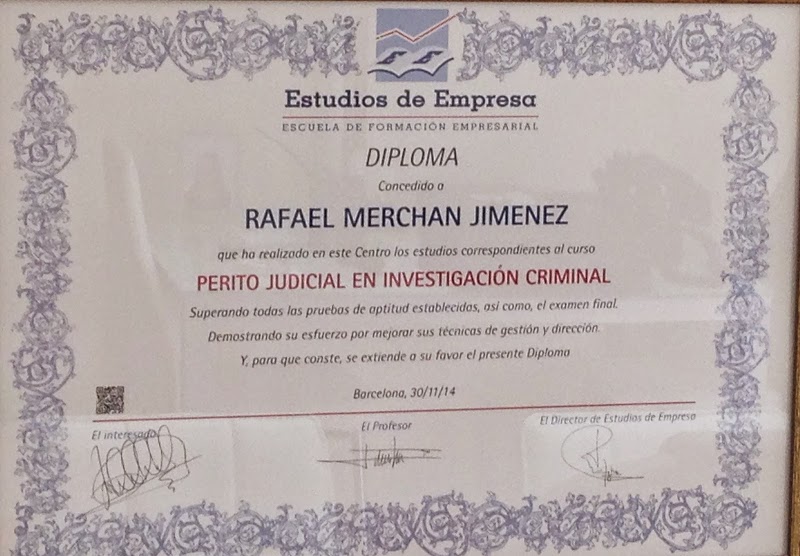 Estudios de Empresa
ESCUELA DE FORMACIÓN EMPRESARIAL
DIPLOMA
Concedido a
RAFAEL MERCHAN JIMENEZ
que ha realizado en este Centro los estudios correspondientes al curso
PERITO JUDICIAL EN INVESTIGACIÓN CRIMINAL
Superando todas las pruebas de aptitud establecidas, así como, el examen final.
Demostrando su esfuerzo por mejorar sus técnicas de gestión y dirección.
Y, para que conste, se extiende a su favor el presente Diploma
Barcelona, 30/11/14
El interesado
El Profesor
El Director de Estudios de Empresa